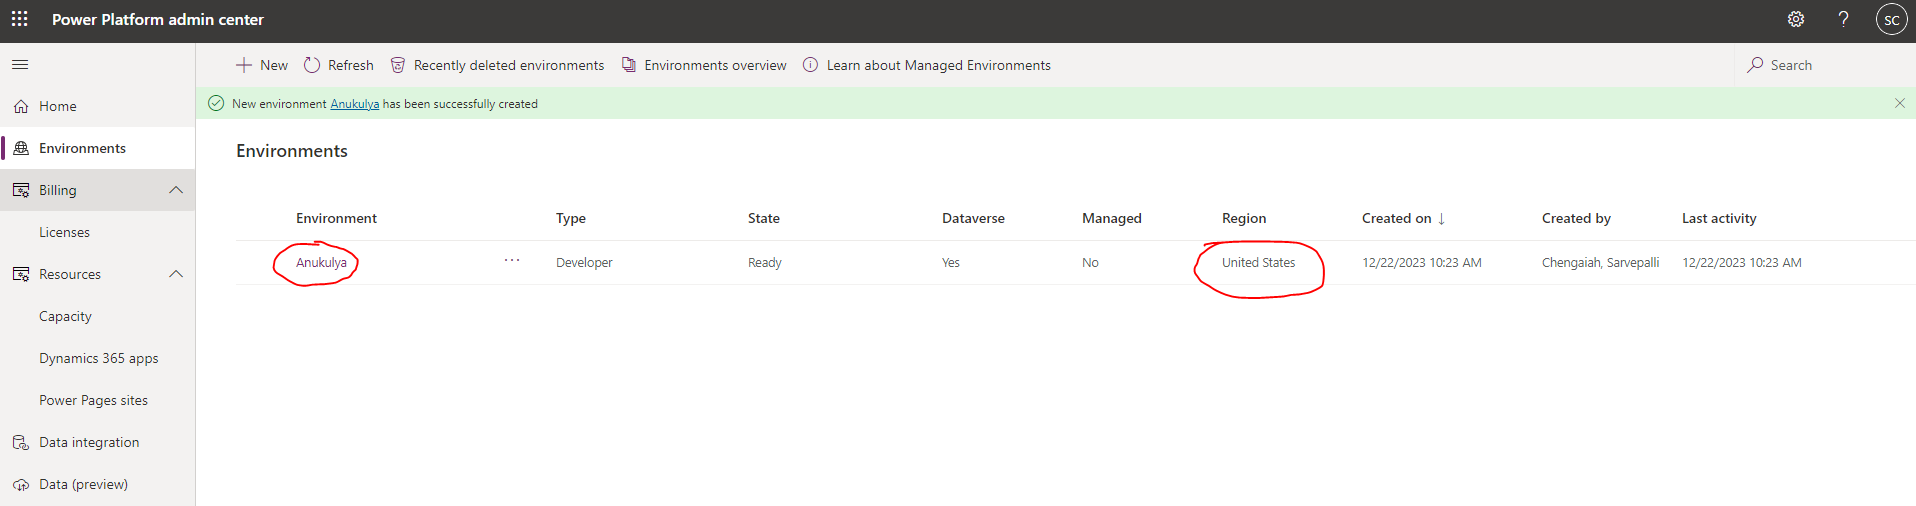 Power Platform admin center
? SC
New Refresh Recently deleted environments Environments overview Learn about Managed Environments Search
New environment Anukulya has been successfully created
Home
Environments
Billing
Licenses
Resources
Capacity
Dynamics 365 apps
Power Pages sites
Data integration
Data (preview)
Environments
Environment Type State Dataverse Managed Region Created on ↓ Created by Last activity
Anukulya ··· Developer Ready Yes No United States 12/22/2023 10:23 AM Chengaiah, Sarvepalli 12/22/2023 10:23 AM